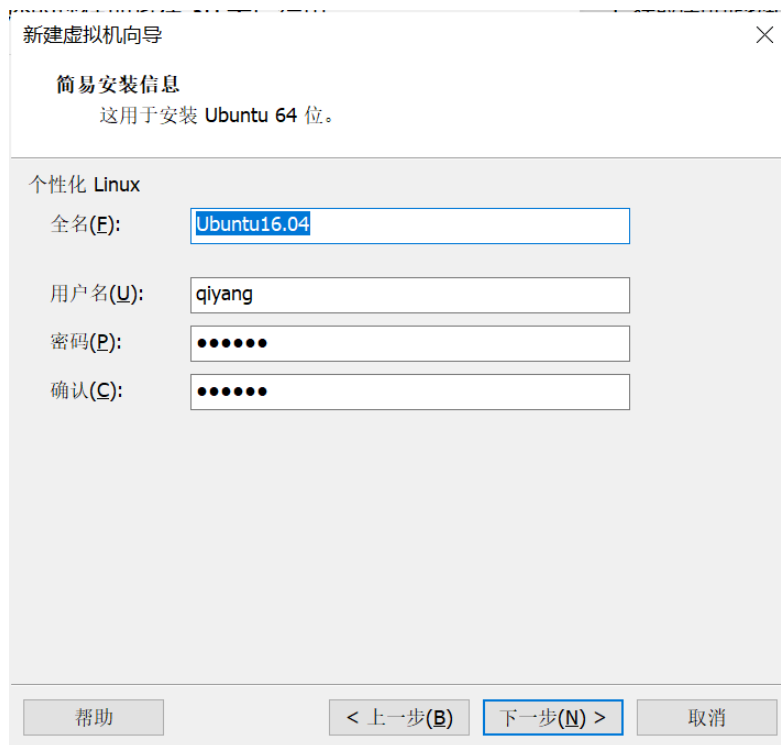 新建虚拟机向导
简易安装信息
这用于安装 Ubuntu 64 位。
个性化 Linux
全名(F): Ubuntu16.04
用户名(U): qiyang
密码(P): ●●●●●●
确认(C): ●●●●●●
帮助 < 上一步(B) 下一步(N) > 取消